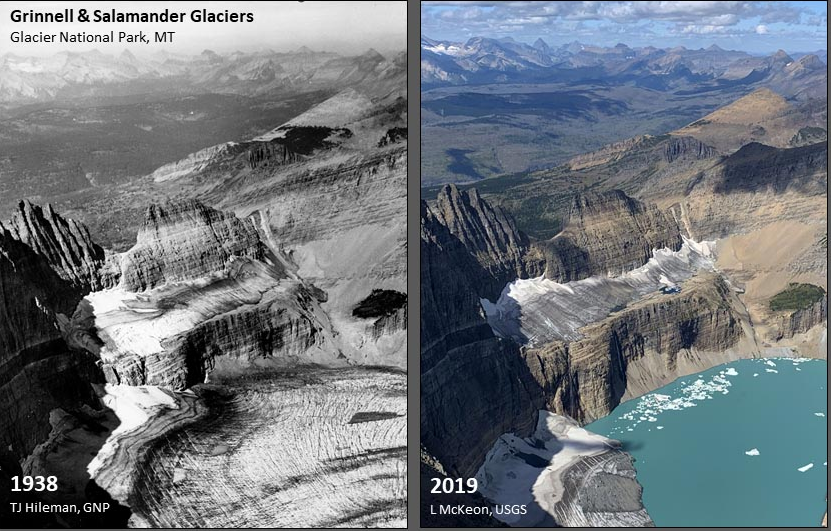 Grinnell & Salamander Glaciers
Glacier National Park, MT
1938
TJ Hileman, GNP
2019
L McKeon, USGS